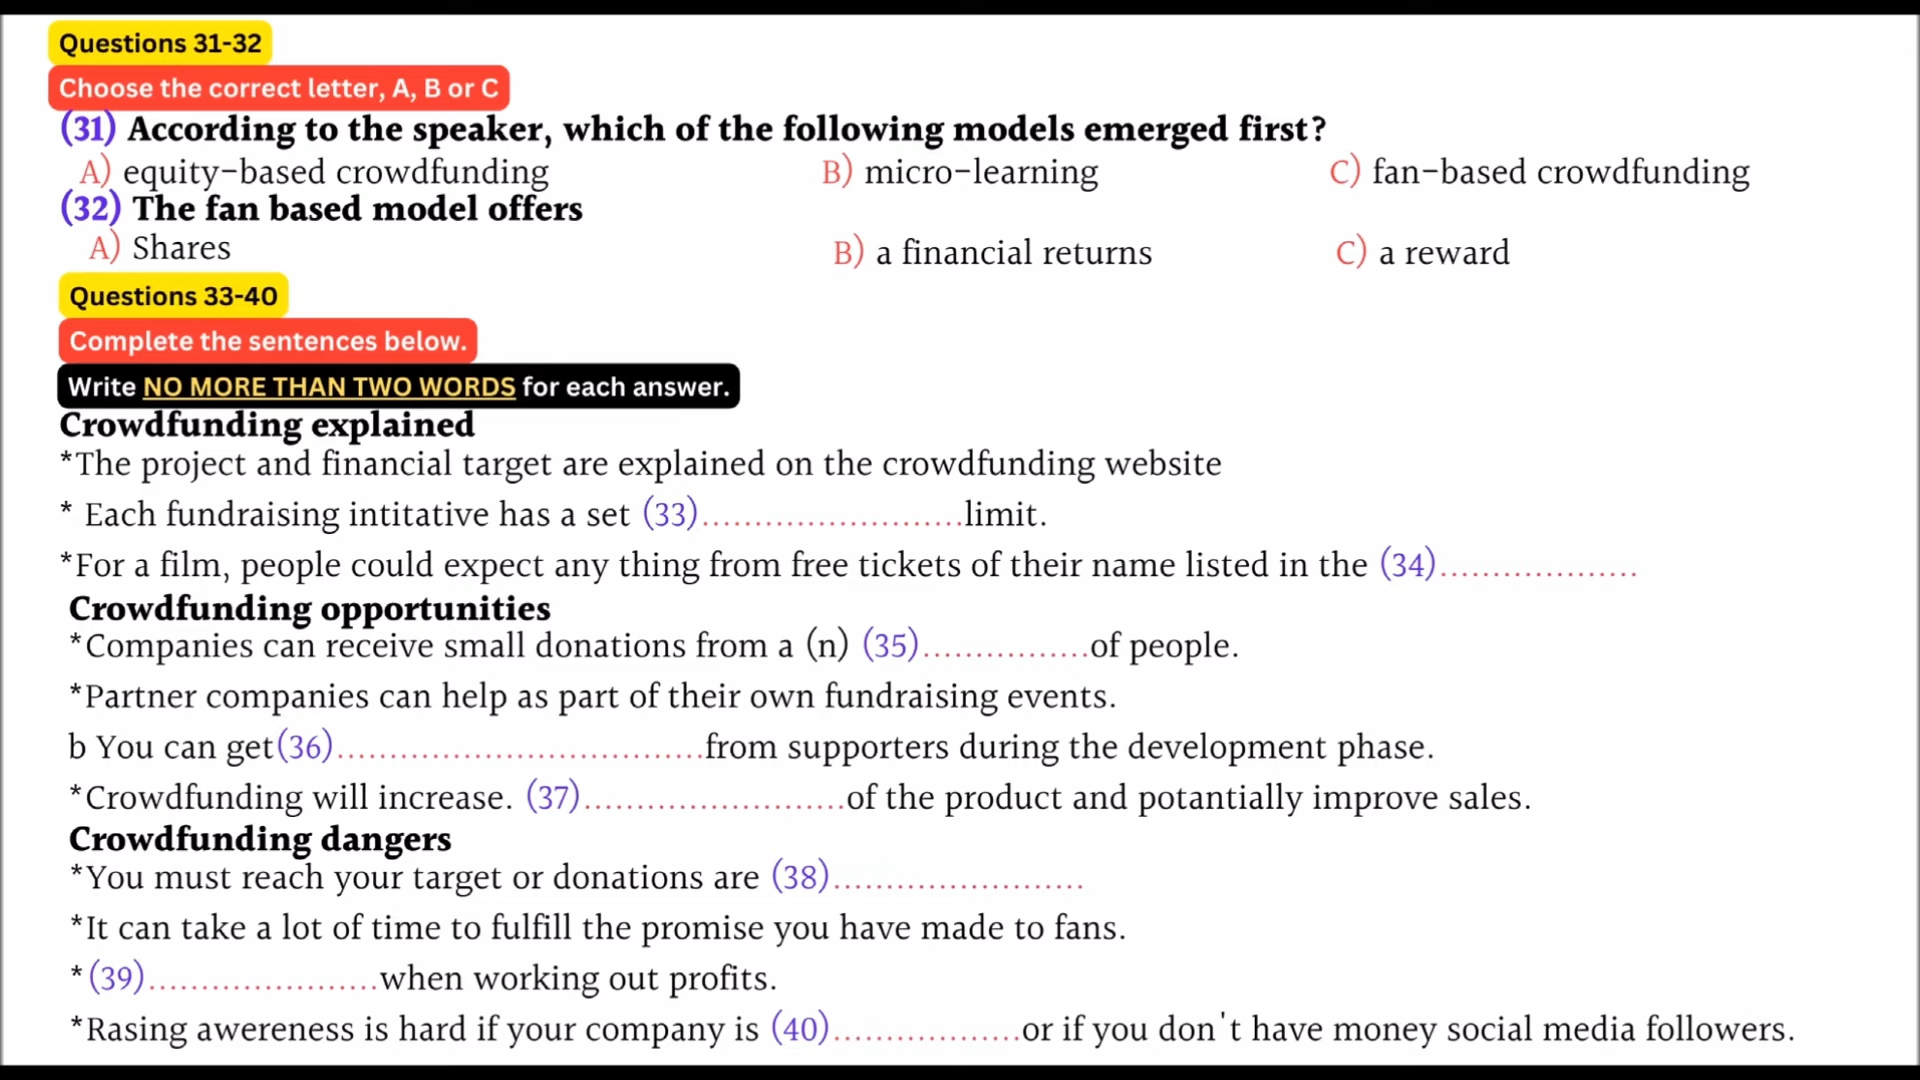 Questions 31-32
Choose the correct letter, A, B or C
(31) According to the speaker, which of the following models emerged first?
A) equity-based crowdfunding B) micro-learning C) fan-based crowdfunding
(32) The fan based model offers
A) Shares B) a financial returns C) a reward
Questions 33-40
Complete the sentences below.
Write NO MORE THAN TWO WORDS for each answer.
Crowdfunding explained
*The project and financial target are explained on the crowdfunding website
* Each fundraising intitative has a set (33).........................limit.
*For a film, people could expect any thing from free tickets of their name listed in the (34)...................
Crowdfunding opportunities
*Companies can receive small donations from a (n) (35)................of people.
*Partner companies can help as part of their own fundraising events.
b You can get(36)...................................from supporters during the development phase.
*Crowdfunding will increase. (37).........................of the product and potantially improve sales.
Crowdfunding dangers
*You must reach your target or donations are (38)........................
*It can take a lot of time to fulfill the promise you have made to fans.
*(39)......................when working out profits.
*Rasing awereness is hard if your company is (40)..................or if you don't have money social media followers.